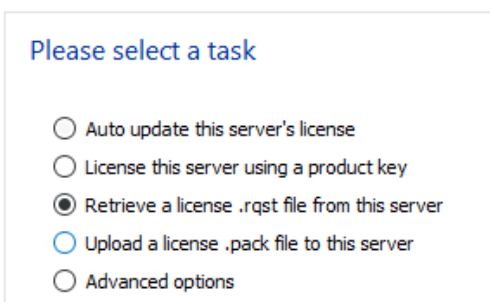 Please select a task
Auto update this server's license
License this server using a product key
Retrieve a license .rqst file from this server
Upload a license .pack file to this server
Advanced options